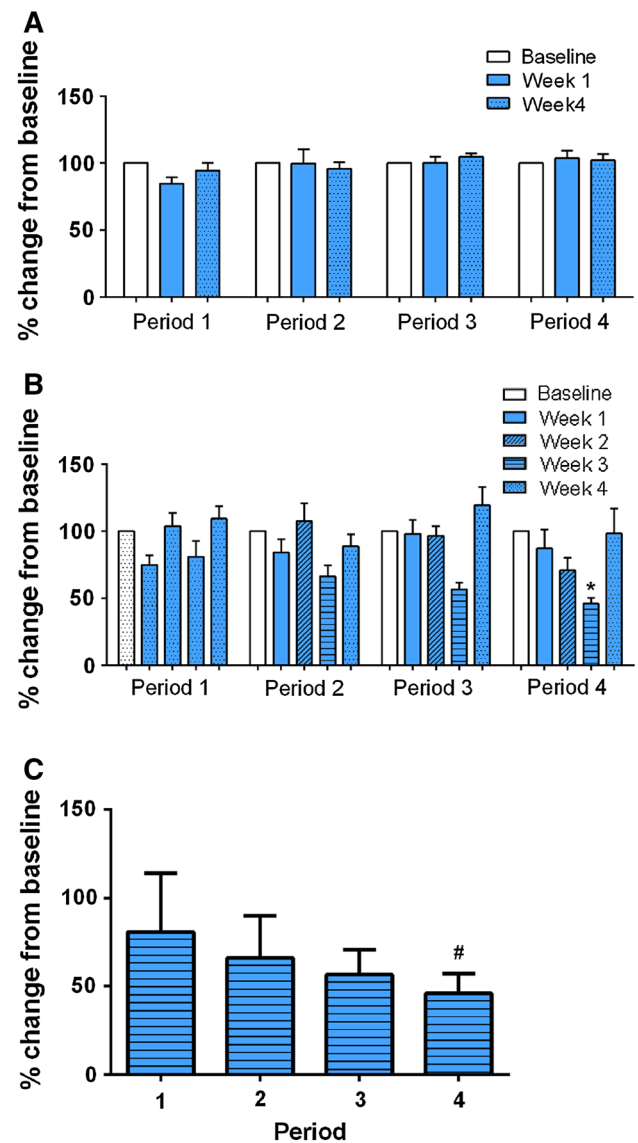 A
% change from baseline
Baseline
Week 1
Week4
150
100
50
0
Period 1
Period 2
Period 3
Period 4
B
% change from baseline
Baseline
Week 1
Week 2
Week 3
Week 4
150
100
50
0
*
Period 1
Period 2
Period 3
Period 4
C
% change from baseline
150
100
50
0
#
1
2
3
4
Period